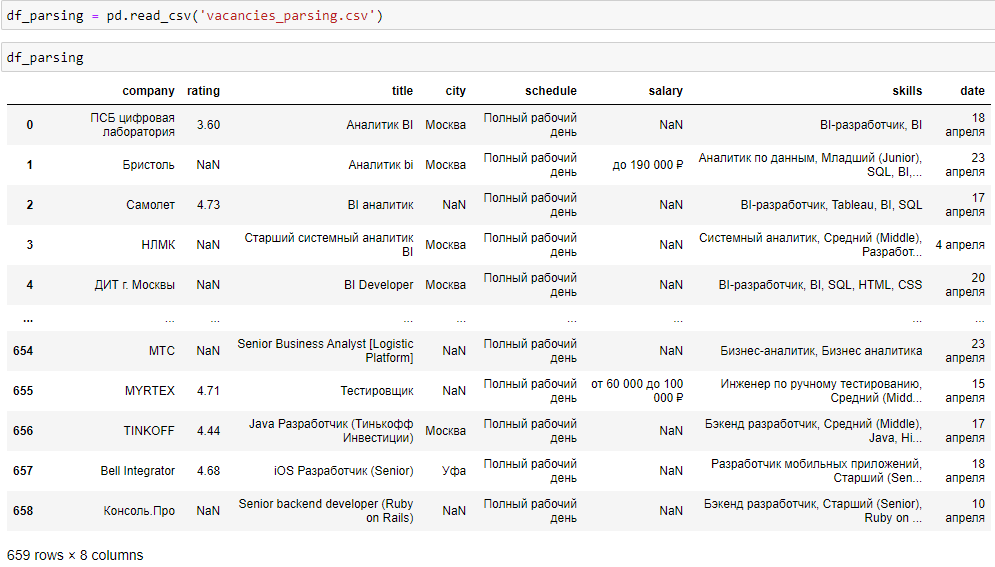 df_parsing = pd.read_csv('vacancies_parsing.csv')
df_parsing
company rating title city schedule salary skills date
0 ПСБ цифровая лаборатория 3.60 Аналитик BI Москва Полный рабочий день NaN BI-разработчик, BI 18 апреля
1 Бристоль NaN Аналитик bi Москва Полный рабочий день до 190 000 ₽ Аналитик по данным, Младший (Junior), SQL, BI,... 23 апреля
2 Самолет 4.73 BI аналитик NaN Полный рабочий день NaN BI-разработчик, Tableau, BI, SQL 17 апреля
3 НЛМК NaN Старший системный аналитик BI Москва Полный рабочий день NaN Системный аналитик, Средний (Middle), Разработ... 4 апреля
4 ДИТ г. Москвы NaN BI Developer Москва Полный рабочий день NaN BI-разработчик, BI, SQL, HTML, CSS 20 апреля
... ... ... ... ... ... ... ... ...
654 МТС NaN Senior Business Analyst [Logistic Platform] NaN Полный рабочий день NaN Бизнес-аналитик, Бизнес аналитика 23 апреля
655 MYRTEX 4.71 Тестировщик NaN Полный рабочий день от 60 000 до 100 000 ₽ Инженер по ручному тестированию, Средний (Midd... 15 апреля
656 TINKOFF 4.44 Java Разработчик (Тинькофф Инвестиции) Москва Полный рабочий день NaN Бэкенд разработчик, Средний (Middle), Java, Hi... 17 апреля
657 Bell Integrator 4.68 iOS Разработчик (Senior) Уфа Полный рабочий день NaN Разработчик мобильных приложений, Старший (Sen... 18 апреля
658 Консоль.Про NaN Senior backend developer (Ruby on Rails) NaN Полный рабочий день NaN Бэкенд разработчик, Старший (Senior), Ruby on ... 10 апреля
659 rows × 8 columns